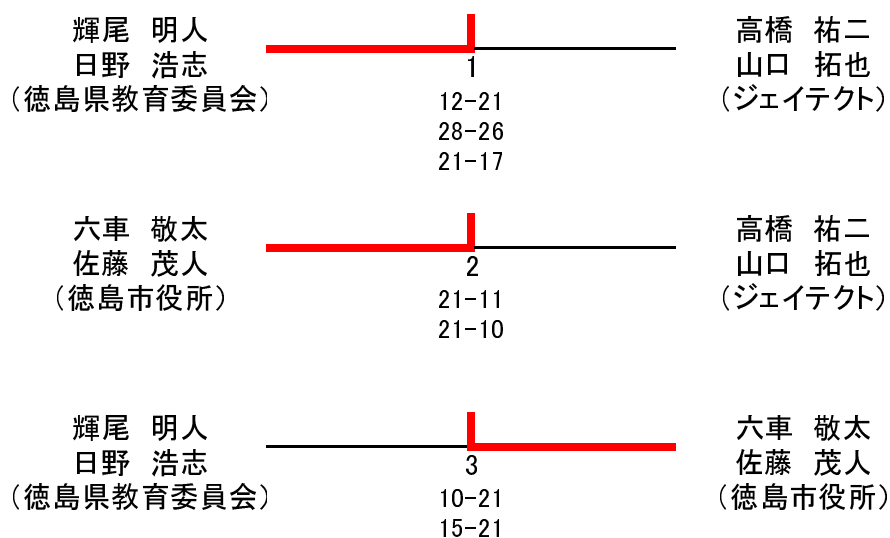 輝尾 明人
日野 浩志
(徳島県教育委員会)
1
12-21
28-26
21-17
高橋 祐二
山口 拓也
(ジェイテクト)
六車 敬太
佐藤 茂人
(徳島市役所)
2
21-11
21-10
高橋 祐二
山口 拓也
(ジェイテクト)
輝尾 明人
日野 浩志
(徳島県教育委員会)
3
10-21
15-21
六車 敬太
佐藤 茂人
(徳島市役所)